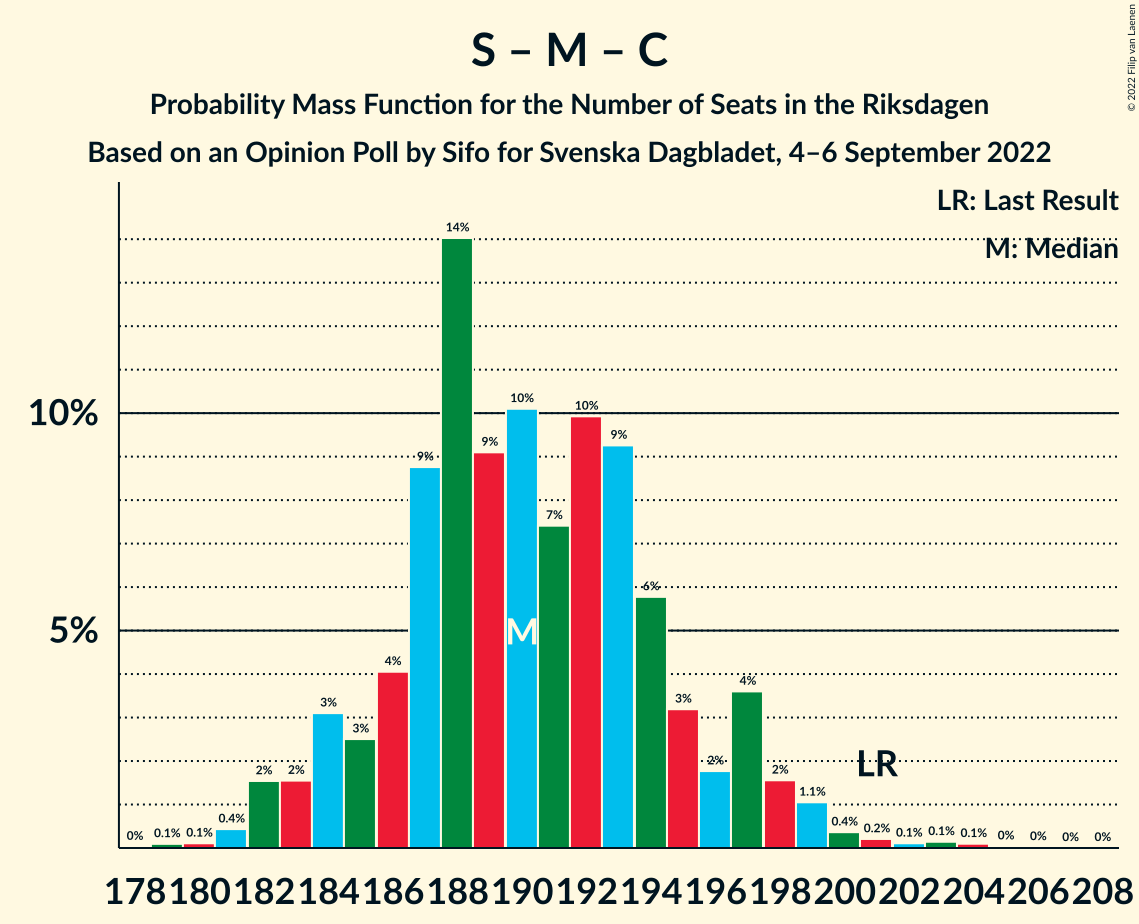 © 2022 Filip van Laenen
S – M – C
Probability Mass Function for the Number of Seats in the Riksdagen
Based on an Opinion Poll by Sifo for Svenska Dagbladet, 4–6 September 2022
LR: Last Result
M: Median
10%
5%
0% 0.1% 0.1% 0.4% 2% 2% 3% 3% 4% 9% 14% 9% 10% 7% 10% 9% 6% 3% 2% 4% 2% 1.1% 0.4% 0.2% 0.1% 0.1% 0.1% 0% 0% 0% 0%
M
LR
178 180 182 184 186 188 190 192 194 196 198 200 202 204 206 208